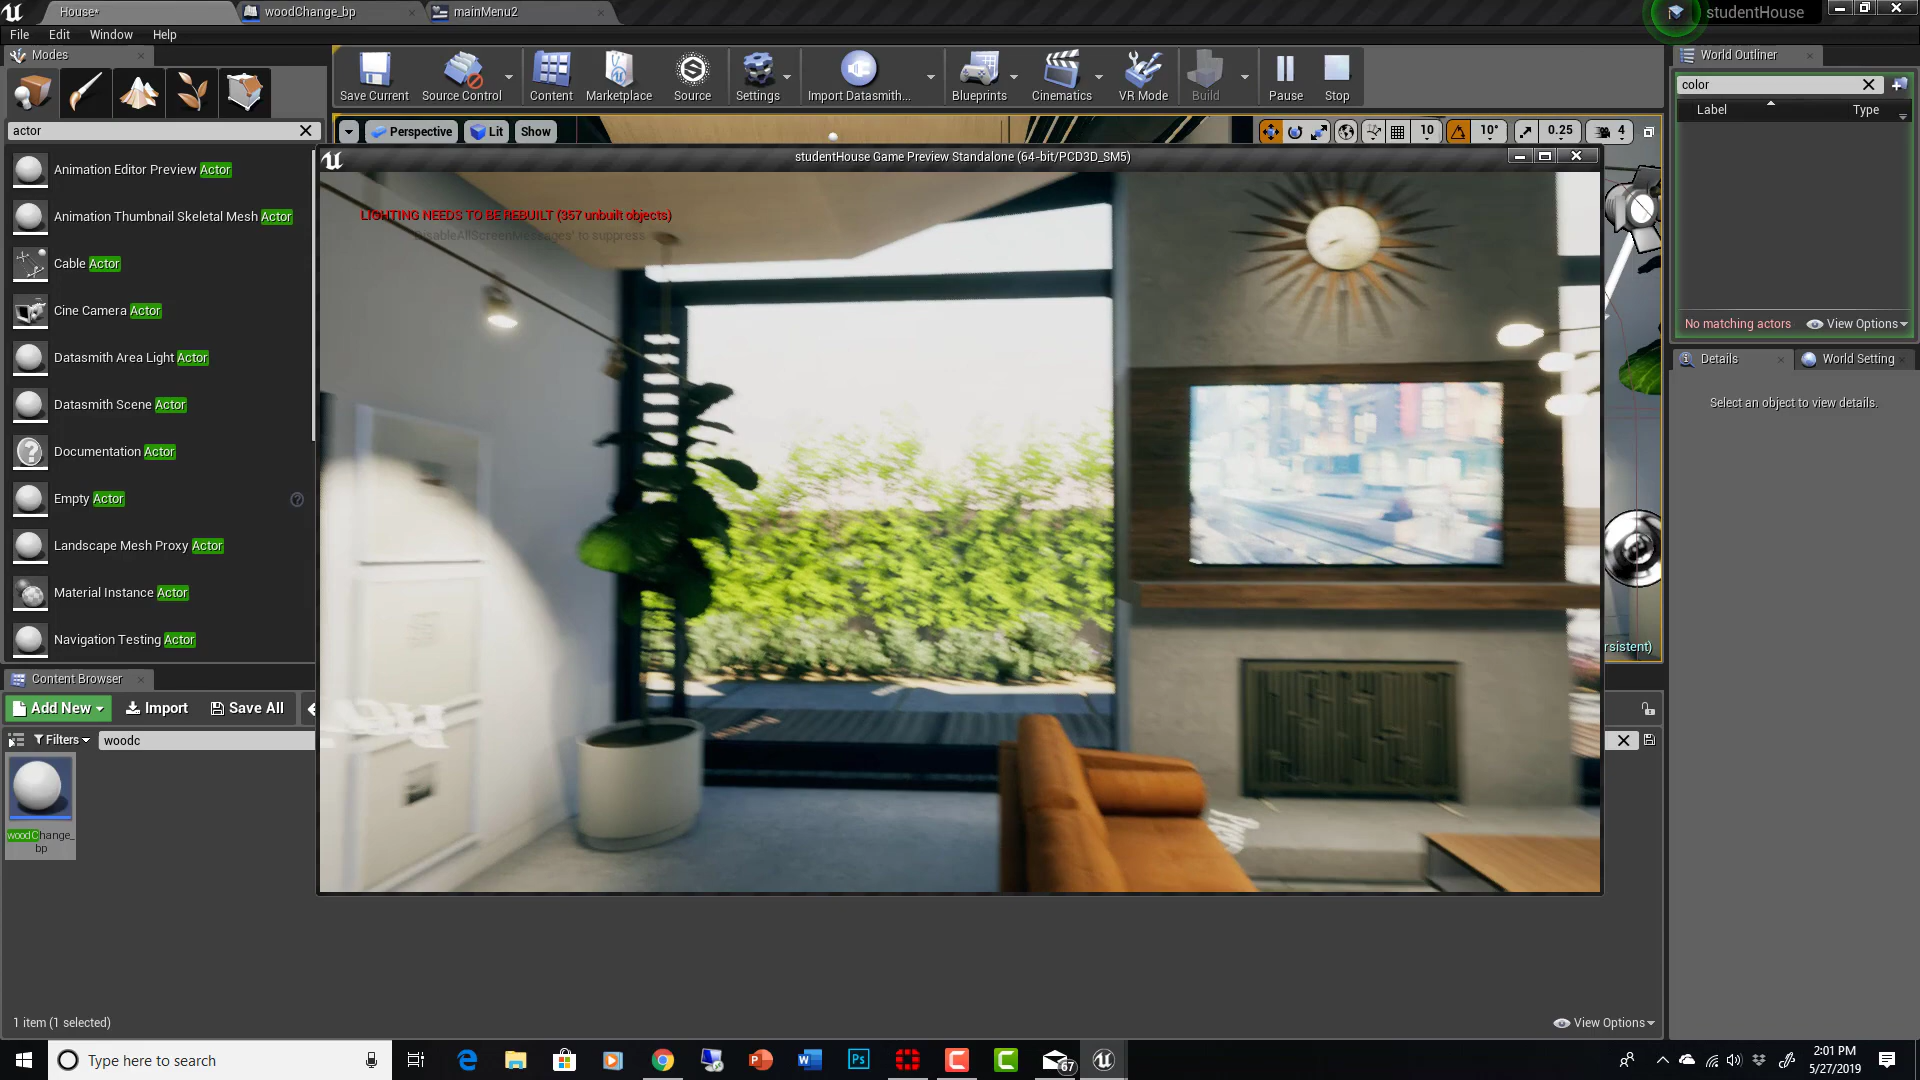 House*
woodChange_bp
mainMenu2
studentHouse
File
Edit
Window
Help
Modes
World Outliner
Save Current
Source Control
Content
Marketplace
Source
Settings
Import Datasmith...
Blueprints
Cinematics
VR Mode
Build
Pause
Stop
actor
Perspective
Lit
Show
10
10°
0.25
4
color
Label
Type
No matching actors
View Options
studentHouse Game Preview Standalone (64-bit/PCD3D_SM5)
LIGHTING NEEDS TO BE REBUILT (357 unbuilt objects)
'DisableAllScreenMessages' to suppress
Animation Editor Preview Actor
Animation Thumbnail Skeletal Mesh Actor
Cable Actor
Cine Camera Actor
Datasmith Area Light Actor
Datasmith Scene Actor
Documentation Actor
Empty Actor
Landscape Mesh Proxy Actor
Material Instance Actor
Navigation Testing Actor
Details
World Setting
Select an object to view details.
rsistent)
Content Browser
Add New
Import
Save All
Filters
woodc
woodChange_
bp
1 item (1 selected)
View Options
Type here to search
67
2:01 PM
5/27/2019